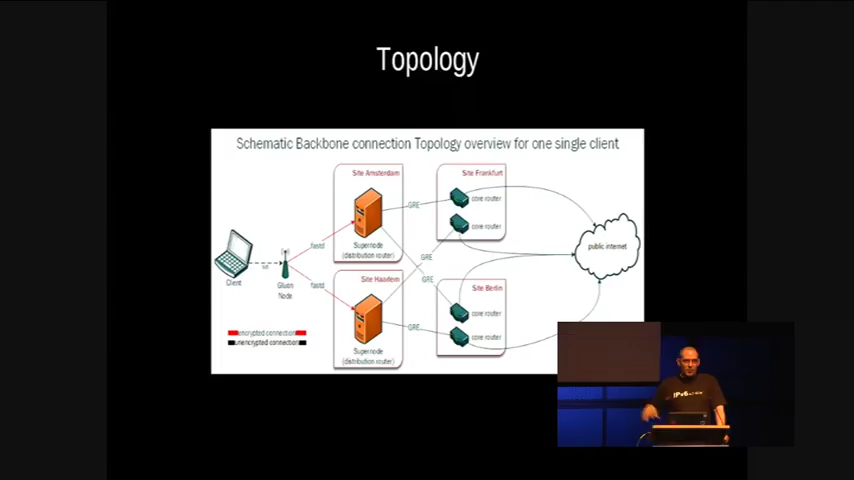 Topology
Schematic Backbone connection Topology overview for one single client
Site Amsterdam
Site Frankfurt
GRE
core router
core router
public internet
fastd
Supernode
(distribution router)
GRE
Client
Gluon
Node
fastd
Site Haarlem
GRE
Site Berlin
core router
GRE
core router
encrypted connection
unencrypted connection
Supernode
(distribution router)